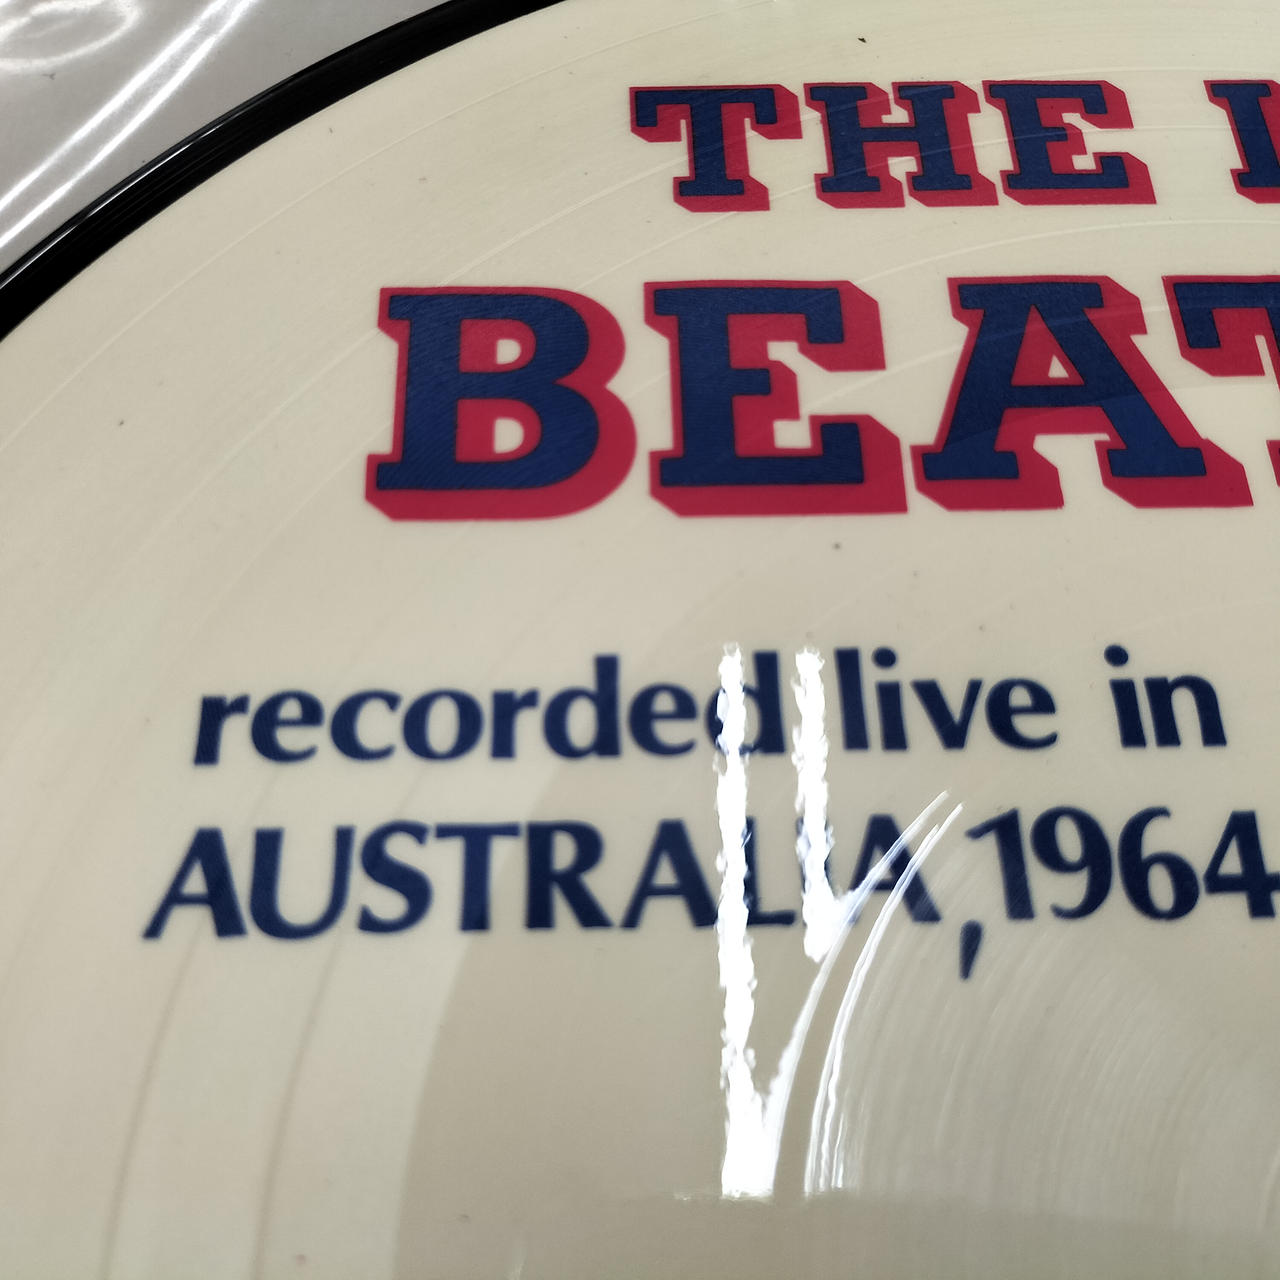 THE
BEAT
recorded live in
AUSTRALIA, 1964